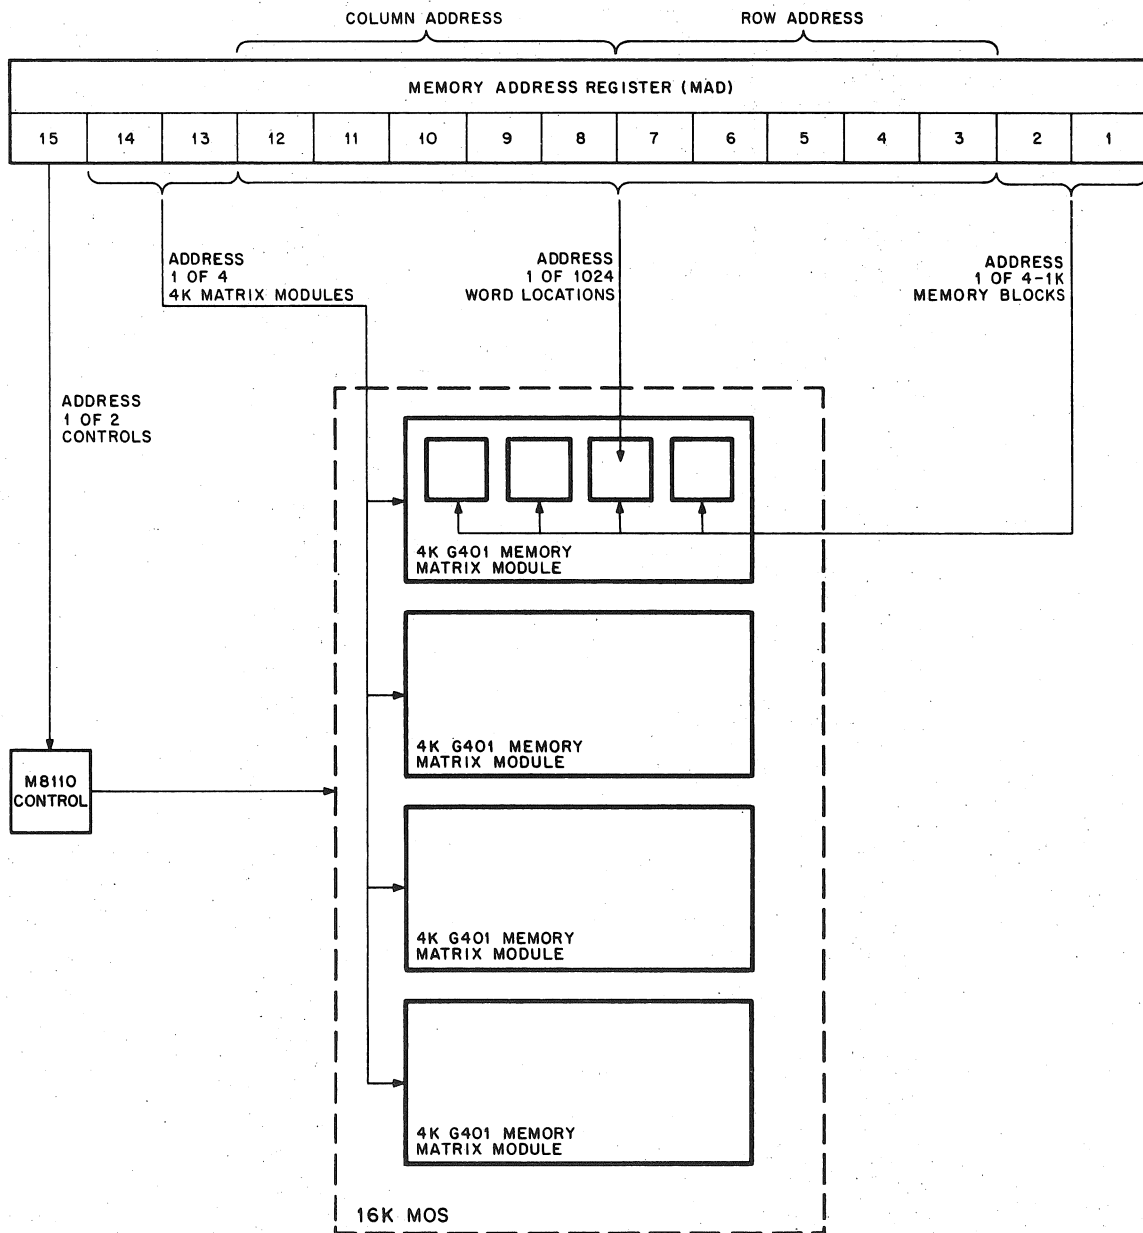 COLUMN ADDRESS
ROW ADDRESS
MEMORY ADDRESS REGISTER (MAD)
15 14 13 12 11 10 9 8 7 6 5 4 3 2 1
ADDRESS
1 OF 4
4K MATRIX MODULES
ADDRESS
1 OF 1024
WORD LOCATIONS
ADDRESS
1 OF 4-1K
MEMORY BLOCKS
ADDRESS
1 OF 2
CONTROLS
4K G401 MEMORY
MATRIX MODULE
4K G401 MEMORY
MATRIX MODULE
M8110
CONTROL
4K G401 MEMORY
MATRIX MODULE
4K G401 MEMORY
MATRIX MODULE
16K MOS